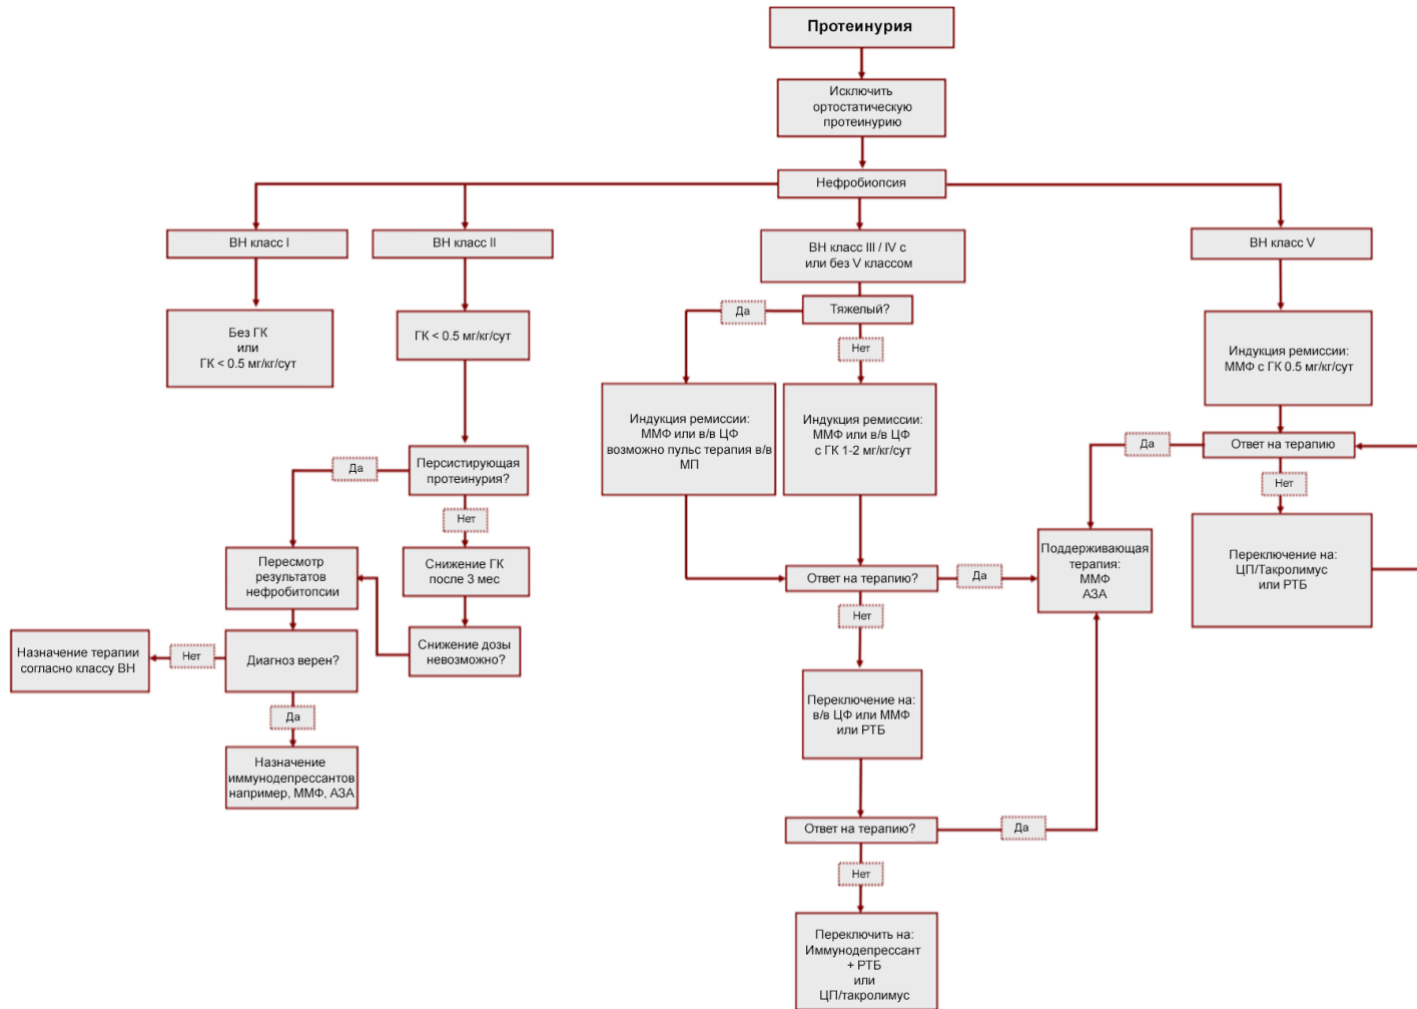 Протеинурия
Исключить
ортостатическую
протеинурию
Нефробиопсия
ВН класс I
ВН класс II
ВН класс III / IV с
или без V классом
ВН класс V
Без ГК
или
ГК < 0.5 мг/кг/сут
ГК < 0.5 мг/кг/сут
Да
Тяжелый?
Нет
Индукция ремиссии:
ММФ с ГК 0.5 мг/кг/сут
Индукция ремиссии:
ММФ или в/в ЦФ
возможно пульс терапия в/в
МП
Индукция ремиссии:
ММФ или в/в ЦФ
с ГК 1-2 мг/кг/сут
Да
Ответ на терапию
Нет
Да
Персистирующая
протеинурия?
Нет
Пересмотр
результатов
нефробитопсии
Снижение ГК
после 3 мес
Ответ на терапию?
Да
Поддерживающая
терапия:
ММФ
АЗА
Переключение на:
ЦП/Такролимус
или РТБ
Нет
Назначение терапии
согласно классу ВН
Нет
Диагноз верен?
Снижение дозы
невозможно?
Да
Переключение на:
в/в ЦФ или ММФ
или РТБ
Назначение
иммунодепрессантов
например, ММФ, АЗА
Ответ на терапию?
Да
Нет
Переключить на:
Иммунодепрессант
+ РТБ
или
ЦП/такролимус